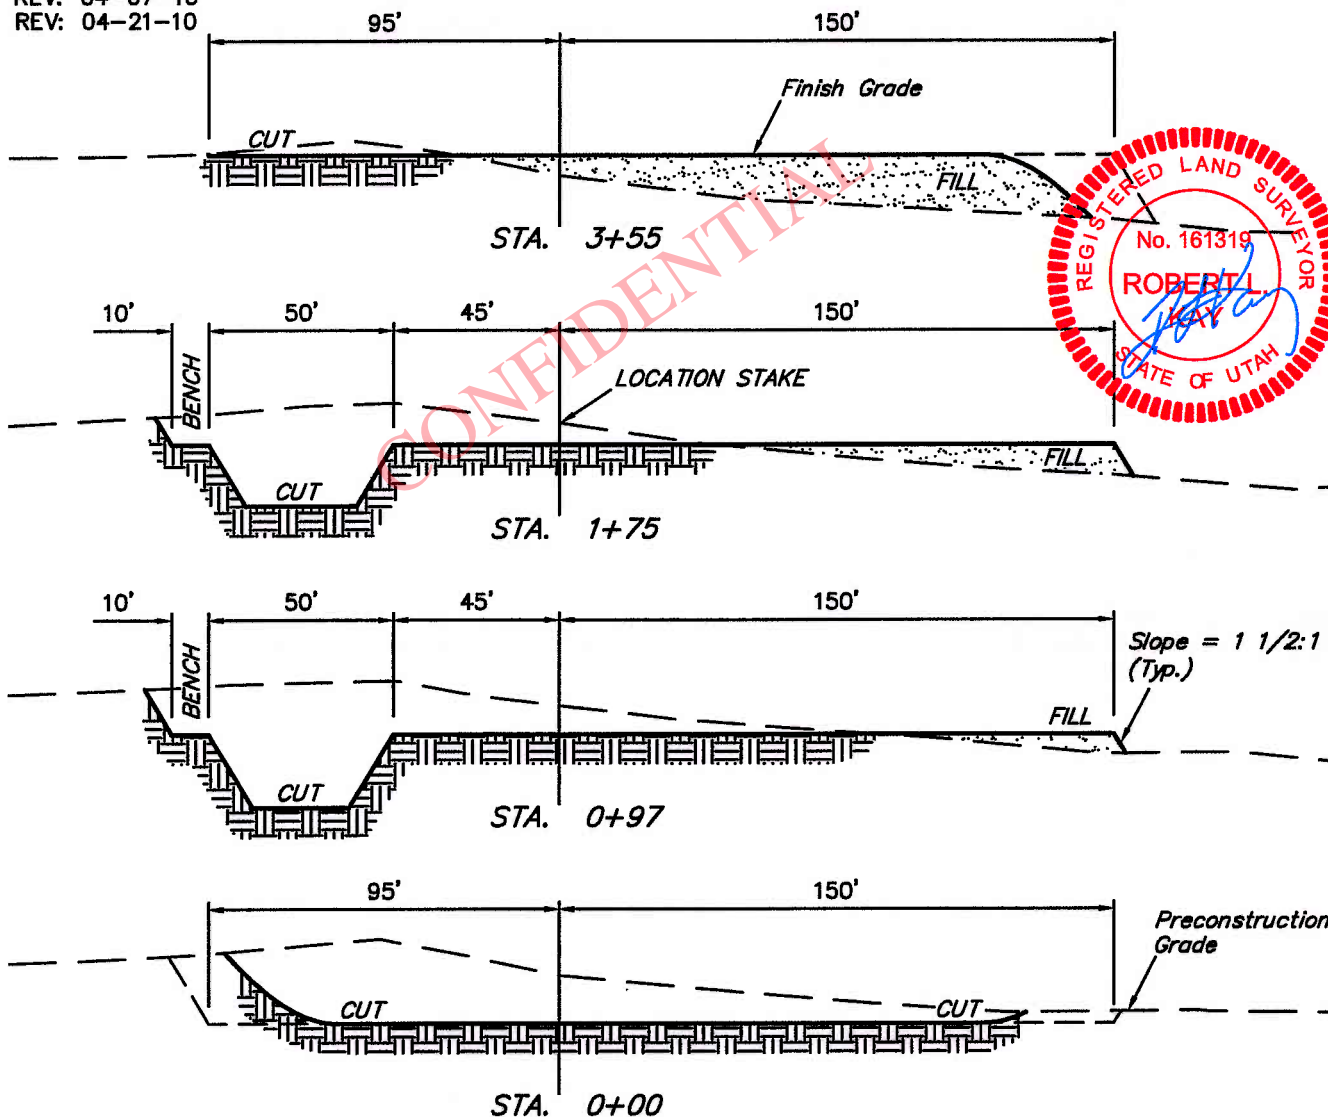 REV: 04-21-10
95' 150'
Finish Grade
CUT
FILL
STA. 3+55
REGISTERED LAND SURVEYOR
No. 161319
ROBERT L.
KAY
STATE OF UTAH
CONFIDENTIAL
10' 50' 45' 150'
BENCH
LOCATION STAKE
CUT
FILL
STA. 1+75
10' 50' 45' 150'
BENCH
Slope = 1 1/2:1
(Typ.)
FILL
CUT
STA. 0+97
95' 150'
Preconstruction
Grade
CUT
CUT
STA. 0+00